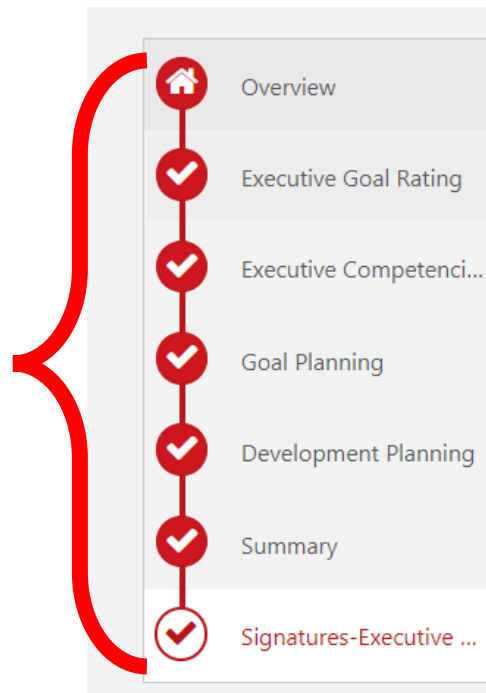 Overview
Executive Goal Rating
Executive Competenci...
Goal Planning
Development Planning
Summary
Signatures-Executive ...